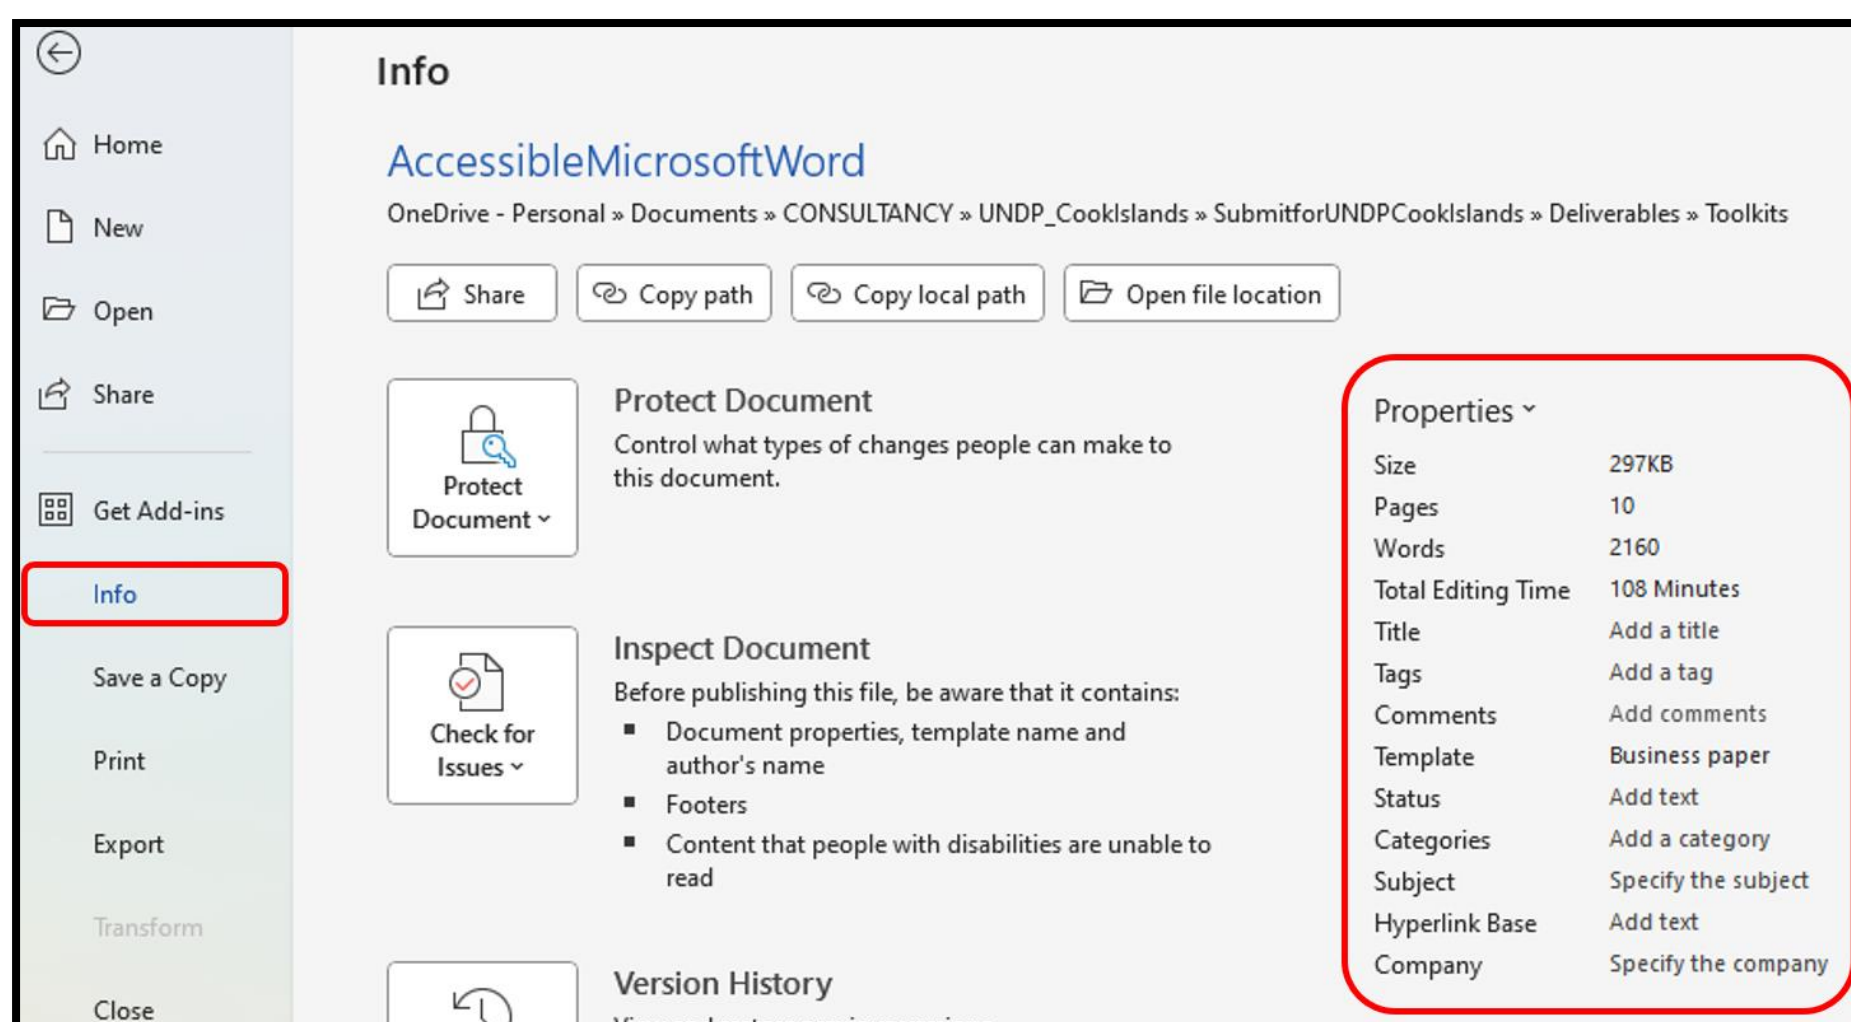 Info
Home
New
Open
Share
Get Add-ins
Info
Save a Copy
Print
Export
Transform
Close
AccessibleMicrosoftWord
OneDrive - Personal » Documents » CONSULTANCY » UNDP_CookIslands » SubmitforUNDPCookIslands » Deliverables » Toolkits
Share
Copy path
Copy local path
Open file location
Protect
Document
Protect Document
Control what types of changes people can make to
this document.
Check for
Issues
Inspect Document
Before publishing this file, be aware that it contains:
Document properties, template name and
author's name
Footers
Content that people with disabilities are unable to
read
Version History
Properties
Size 297KB
Pages 10
Words 2160
Total Editing Time 108 Minutes
Title Add a title
Tags Add a tag
Comments Add comments
Template Business paper
Status Add text
Categories Add a category
Subject Specify the subject
Hyperlink Base Add text
Company Specify the company